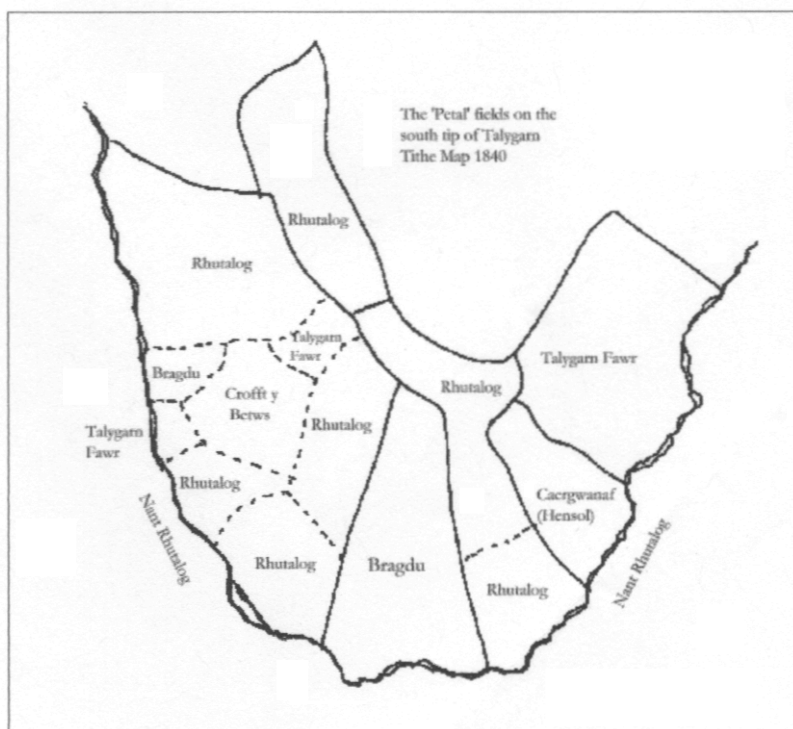 The 'Petal' fields on the
south tip of Talygarn
Tithe Map 1840
Rhutalog
Rhutalog
Talygarn
Fawr
Talygarn Fawr
Bragdu
Crofft y
Betws
Rhutalog
Rhutalog
Talygarn
Fawr
Rhutalog
Caergwanaf
(Hensol)
Nant Rhutalog
Rhutalog
Bragdu
Rhutalog
Nant Rhutalog